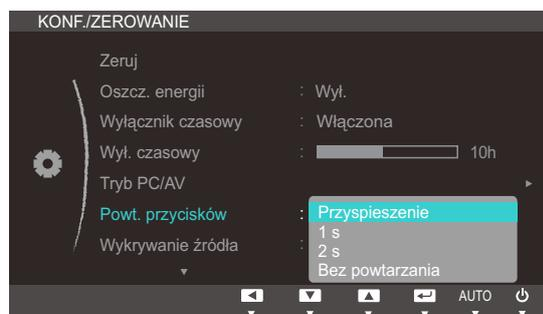 KONF./ZEROWANIE
Zeruj
Oszcz. energii : Wył.
Wyłącznik czasowy : Włączona
Wył. czasowy : 10h
Tryb PC/AV
Powt. przycisków : Przyspieszenie
1 s
Wykrywanie źródła : 2 s
Bez powtarzania
AUTO